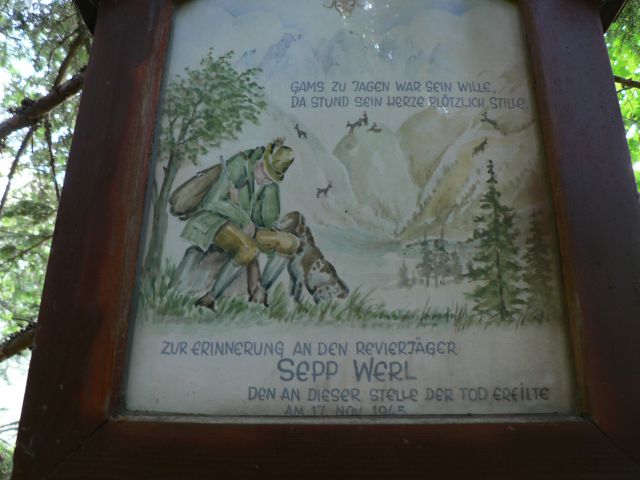 GAMS ZU JAGEN WAR SEIN WILLE,
DA STUND SEIN HERZE PLÖTZLICH STILLE.
ZUR ERINNERUNG AN DEN REVIERJÄGER
SEPP WERL
DEN AN DIESER STELLE DER TOD EREILTE
AM 17. NOV. 1945